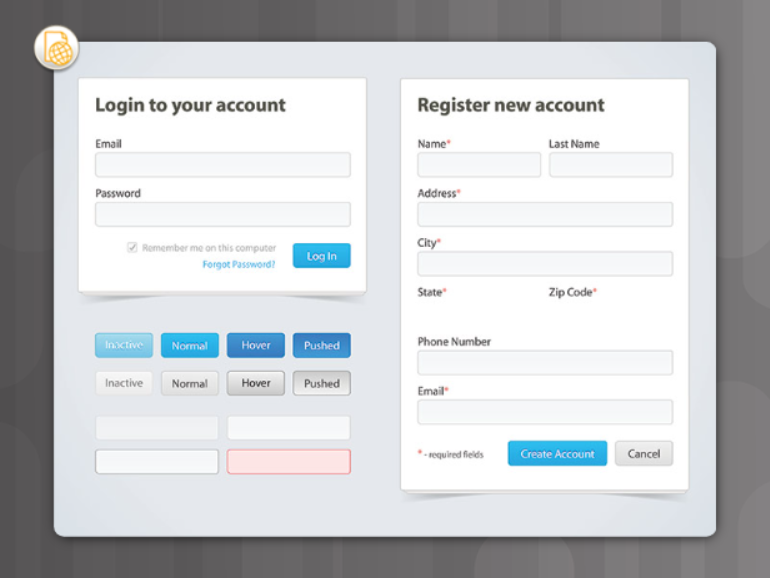 Login to your account
Email
Password
Remember me on this computer
Forgot Password?
Log In
Inactive Normal Hover Pushed
Inactive Normal Hover Pushed
Register new account
Name* Last Name
Address*
City*
State* Zip Code*
Phone Number
Email*
* - required fields
Create Account Cancel